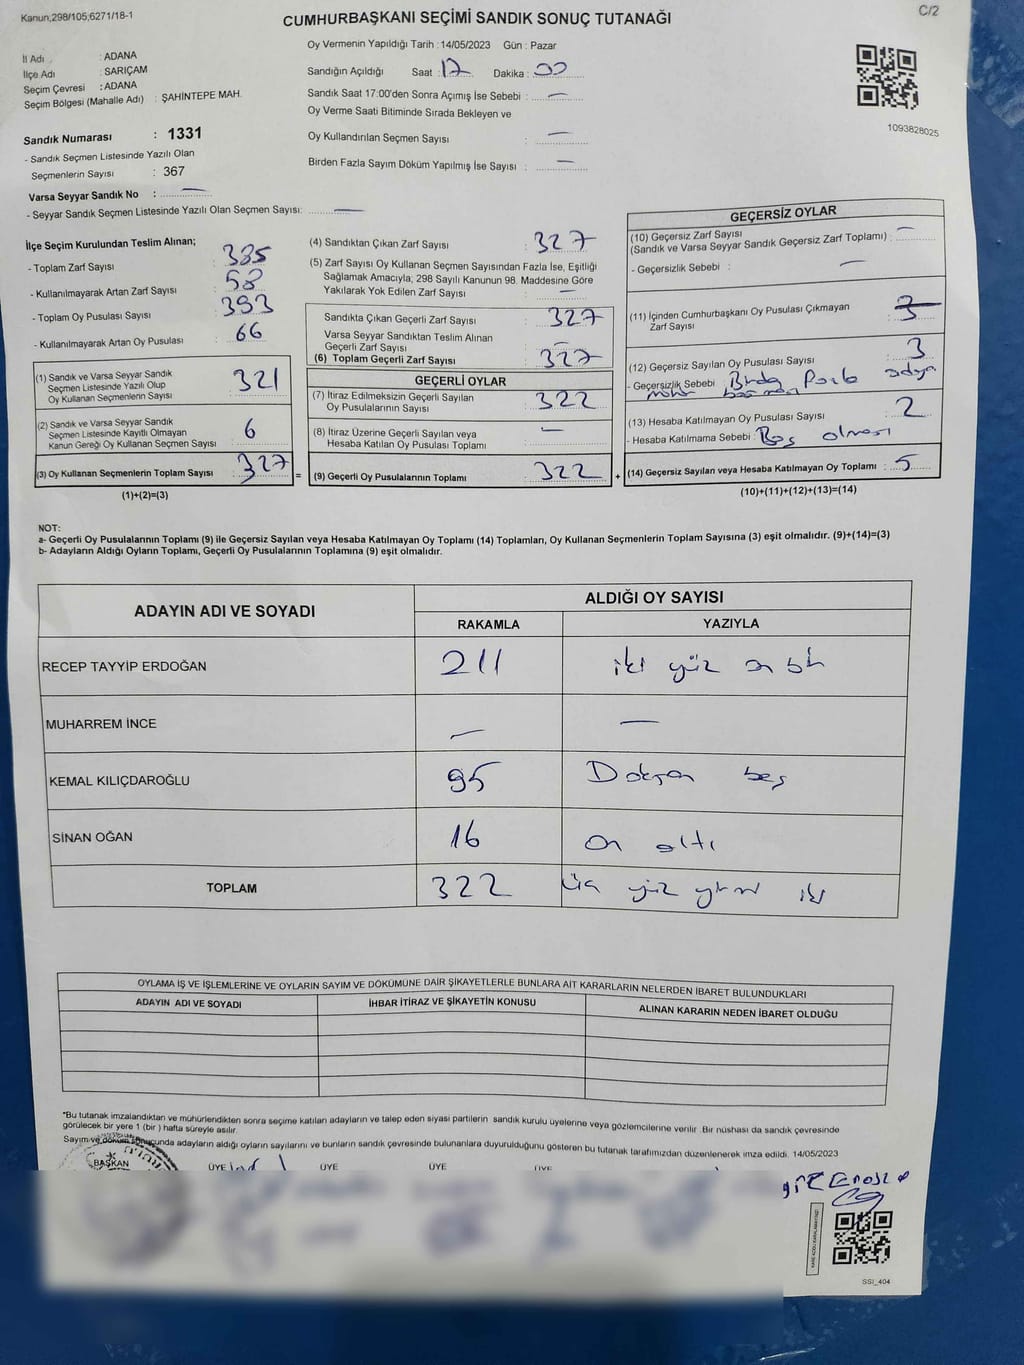 Kanun;298/105;6271/18-1
C/2
CUMHURBAŞKANI SEÇİMİ SANDIK SONUÇ TUTANAĞI
İl Adı : ADANA
İlçe Adı : SARIÇAM
Seçim Çevresi : ADANA
Seçim Bölgesi (Mahalle Adı) : ŞAHİNTEPE MAH.
Sandık Numarası : 1331
- Sandık Seçmen Listesinde Yazılı Olan
Seçmenlerin Sayısı : 367
Varsa Seyyar Sandık No : —
- Seyyar Sandık Seçmen Listesinde Yazılı Olan Seçmen Sayısı: —
Oy Vermenin Yapıldığı Tarih : 14/05/2023 Gün : Pazar
Sandığın Açıldığı Saat : 17 Dakika : 00
Sandık Saat 17:00'den Sonra Açımış İse Sebebi : —
Oy Verme Saati Bitiminde Sırada Bekleyen ve
Oy Kullandırılan Seçmen Sayısı : —
Birden Fazla Sayım Döküm Yapılmış İse Sayısı : —
1093828025
İlçe Seçim Kurulundan Teslim Alınan;
- Toplam Zarf Sayısı : 385
- Kullanılmayarak Artan Zarf Sayısı : 58
- Toplam Oy Pusulası Sayısı : 393
- Kullanılmayarak Artan Oy Pusulası : 66
(1) Sandık ve Varsa Seyyar Sandık
Seçmen Listesinde Yazılı Olup
Oy Kullanan Seçmenlerin Sayısı : 321
(2) Sandık ve Varsa Seyyar Sandık
Seçmen Listesinde Kayıtlı Olmayan
Kanun Gereği Oy Kullanan Seçmen Sayısı : 6
(3) Oy Kullanan Seçmenlerin Toplam Sayısı : 327
(1)+(2)=(3)
(4) Sandıktan Çıkan Zarf Sayısı : 327
(5) Zarf Sayısı Oy Kullanan Seçmen Sayısından Fazla İse, Eşitliği
Sağlamak Amacıyla; 298 Sayılı Kanunun 98. Maddesine Göre
Yakılarak Yok Edilen Zarf Sayısı : —
Sandıkta Çıkan Geçerli Zarf Sayısı : 327
Varsa Seyyar Sandıktan Teslim Alınan
Geçerli Zarf Sayısı : —
(6) Toplam Geçerli Zarf Sayısı : 327
=
GEÇERLİ OYLAR
(7) İtiraz Edilmeksizin Geçerli Sayılan
Oy Pusulalarının Sayısı : 322
(8) İtiraz Üzerine Geçerli Sayılan veya
Hesaba Katılan Oy Pusulası Toplamı : —
(9) Geçerli Oy Pusulalarının Toplamı : 322
+
GEÇERSİZ OYLAR
(10) Geçersiz Zarf Sayısı
(Sandık ve Varsa Seyyar Sandık Geçersiz Zarf Toplamı) : —
- Geçersizlik Sebebi : —
(11) İçinden Cumhurbaşkanı Oy Pusulası Çıkmayan
Zarf Sayısı : 3
(12) Geçersiz Sayılan Oy Pusulası Sayısı : 3
- Geçersizlik Sebebi : adaya
mühür
(13) Hesaba Katılmayan Oy Pusulası Sayısı : 2
- Hesaba Katılmama Sebebi : Boş olması
(14) Geçersiz Sayılan veya Hesaba Katılmayan Oy Toplamı : 5
(10)+(11)+(12)+(13)=(14)
NOT:
a- Geçerli Oy Pusulalarının Toplamı (9) ile Geçersiz Sayılan veya Hesaba Katılmayan Oy Toplamı (14) Toplamları, Oy Kullanan Seçmenlerin Toplam Sayısına (3) eşit olmalıdır. (9)+(14)=(3)
b- Adayların Aldığı Oyların Toplamı, Geçerli Oy Pusulalarının Toplamına (9) eşit olmalıdır.
ADAYIN ADI VE SOYADI ALDIĞI OY SAYISI
RAKAMLA YAZIYLA
RECEP TAYYİP ERDOĞAN 211 iki yüz on bir
MUHARREM İNCE — —
KEMAL KILIÇDAROĞLU 95 Doksan beş
SİNAN OĞAN 16 on altı
TOPLAM 322 üç yüz yirmi iki
OYLAMA İŞ VE İŞLEMLERİNE VE OYLARIN SAYIM VE DÖKÜMÜNE DAİR ŞİKAYETLERLE BUNLARA AİT KARARLARIN NELERDEN İBARET BULUNDUKLARI
ADAYIN ADI VE SOYADI İHBAR İTİRAZ VE ŞİKAYETİN KONUSU ALINAN KARARIN NEDEN İBARET OLDUĞU
"Bu tutanak imzalandıktan ve mühürlendikten sonra seçime katılan adayların ve talep eden siyasi partilerin sandık kurulu üyelerine veya gözlemcilerine verilir. Bir nüshası da sandık çevresinde
görülecek bir yere 1 (bir) hafta süreyle asılır.
Sayım ve döküm sonucunda adayların aldığı oyların sayılarını ve bunların sandık çevresinde bulunanlara duyurulduğunu gösteren bu tutanak tarafımızdan düzenlenerek imza edildi. 14/05/2023
BAŞKAN ÜYE ÜYE ÜYE ÜYE
SSI_404